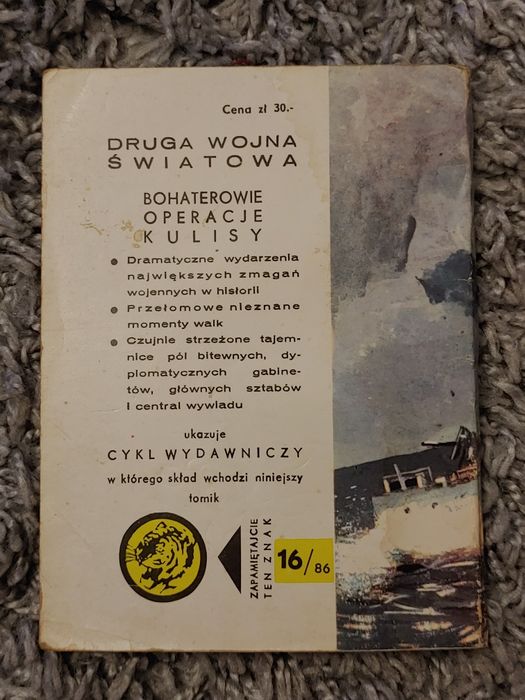 Cena zł 30.-
DRUGA WOJNA
ŚWIATOWA
BOHATEROWIE
OPERACJE
KULISY
Dramatyczne wydarzenia
największych zmagań
wojennych w historii
Przełomowe nieznane
momenty walk
Czujnie strzeżone tajem-
nice pól bitewnych, dy-
plomatycznych gabine-
tów, głównych sztabów
i central wywiadu
ukazuje
CYKL WYDAWNICZY
w którego skład wchodzi niniejszy
tomik
ZAPAMIĘTAJCIE
TEN ZNAK
16/86